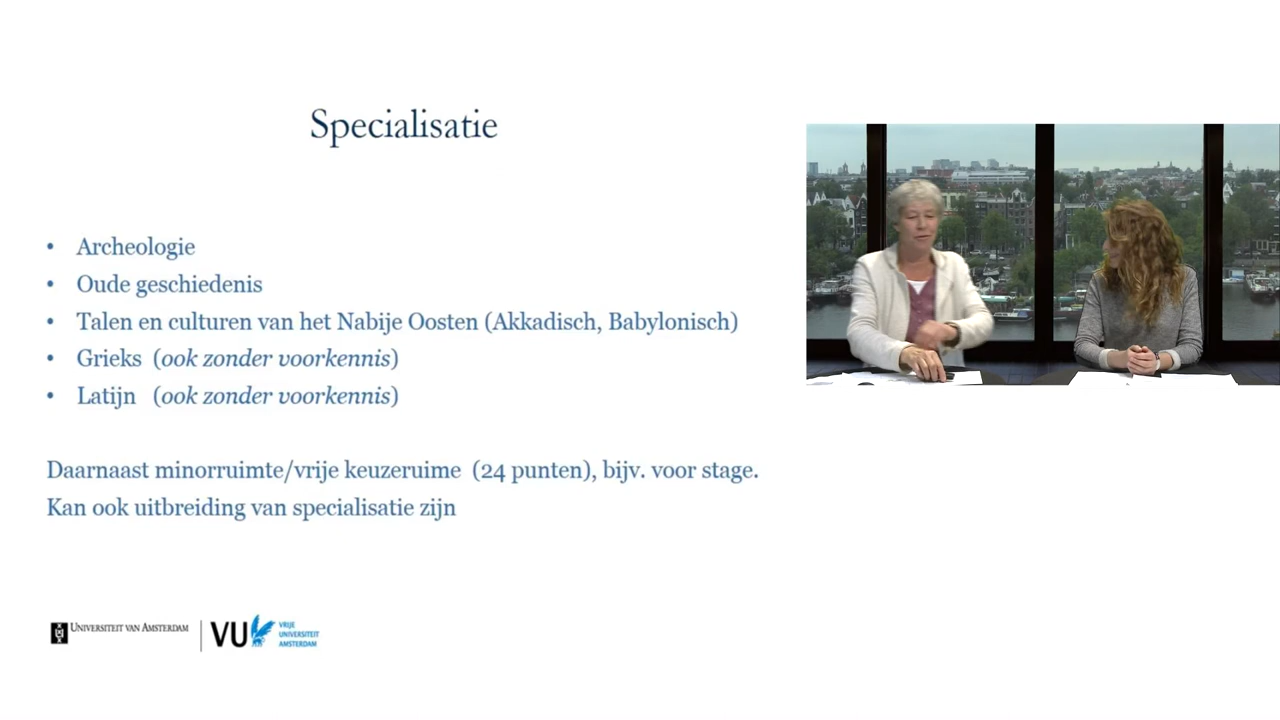 Specialisatie
• Archeologie
• Oude geschiedenis
• Talen en culturen van het Nabije Oosten (Akkadisch, Babylonisch)
• Grieks (ook zonder voorkennis)
• Latijn (ook zonder voorkennis)
Daarnaast minorruimte/vrije keuzeruime (24 punten), bijv. voor stage.
Kan ook uitbreiding van specialisatie zijn
UNIVERSITEIT VAN AMSTERDAM
VU
VRIJE
UNIVERSITEIT
AMSTERDAM